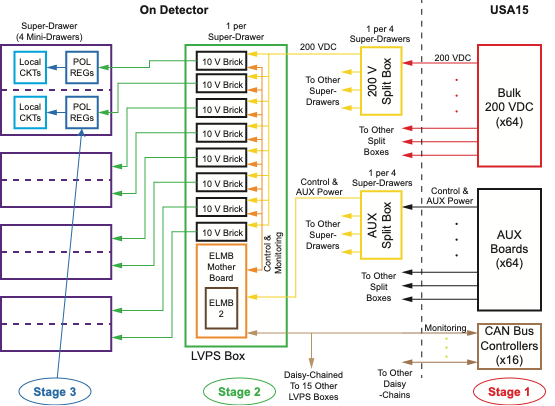 On Detector
USA15
Super-Drawer
(4 Mini-Drawers)
1 per
Super-Drawer
1 per 4
Super-Drawers
Local
CKTs
POL
REGs
Local
CKTs
POL
REGs
10 V Brick
10 V Brick
10 V Brick
10 V Brick
10 V Brick
10 V Brick
10 V Brick
10 V Brick
200 VDC
200 V
Split Box
To Other
Super-
Drawers
200 VDC
Bulk
200 VDC
(x64)
To Other
Split
Boxes
1 per 4
Super-Drawers
Control &
AUX Power
AUX
Split Box
To Other
Super-
Drawers
Control &
AUX Power
AUX
Boards
(x64)
To Other
Split
Boxes
Control &
Monitoring
ELMB
Mother
Board
ELMB
2
LVPS Box
Monitoring
CAN Bus
Controllers
(x16)
Daisy-Chained
To 15 Other
LVPS Boxes
To Other
Daisy
-Chains
Stage 3
Stage 2
Stage 1